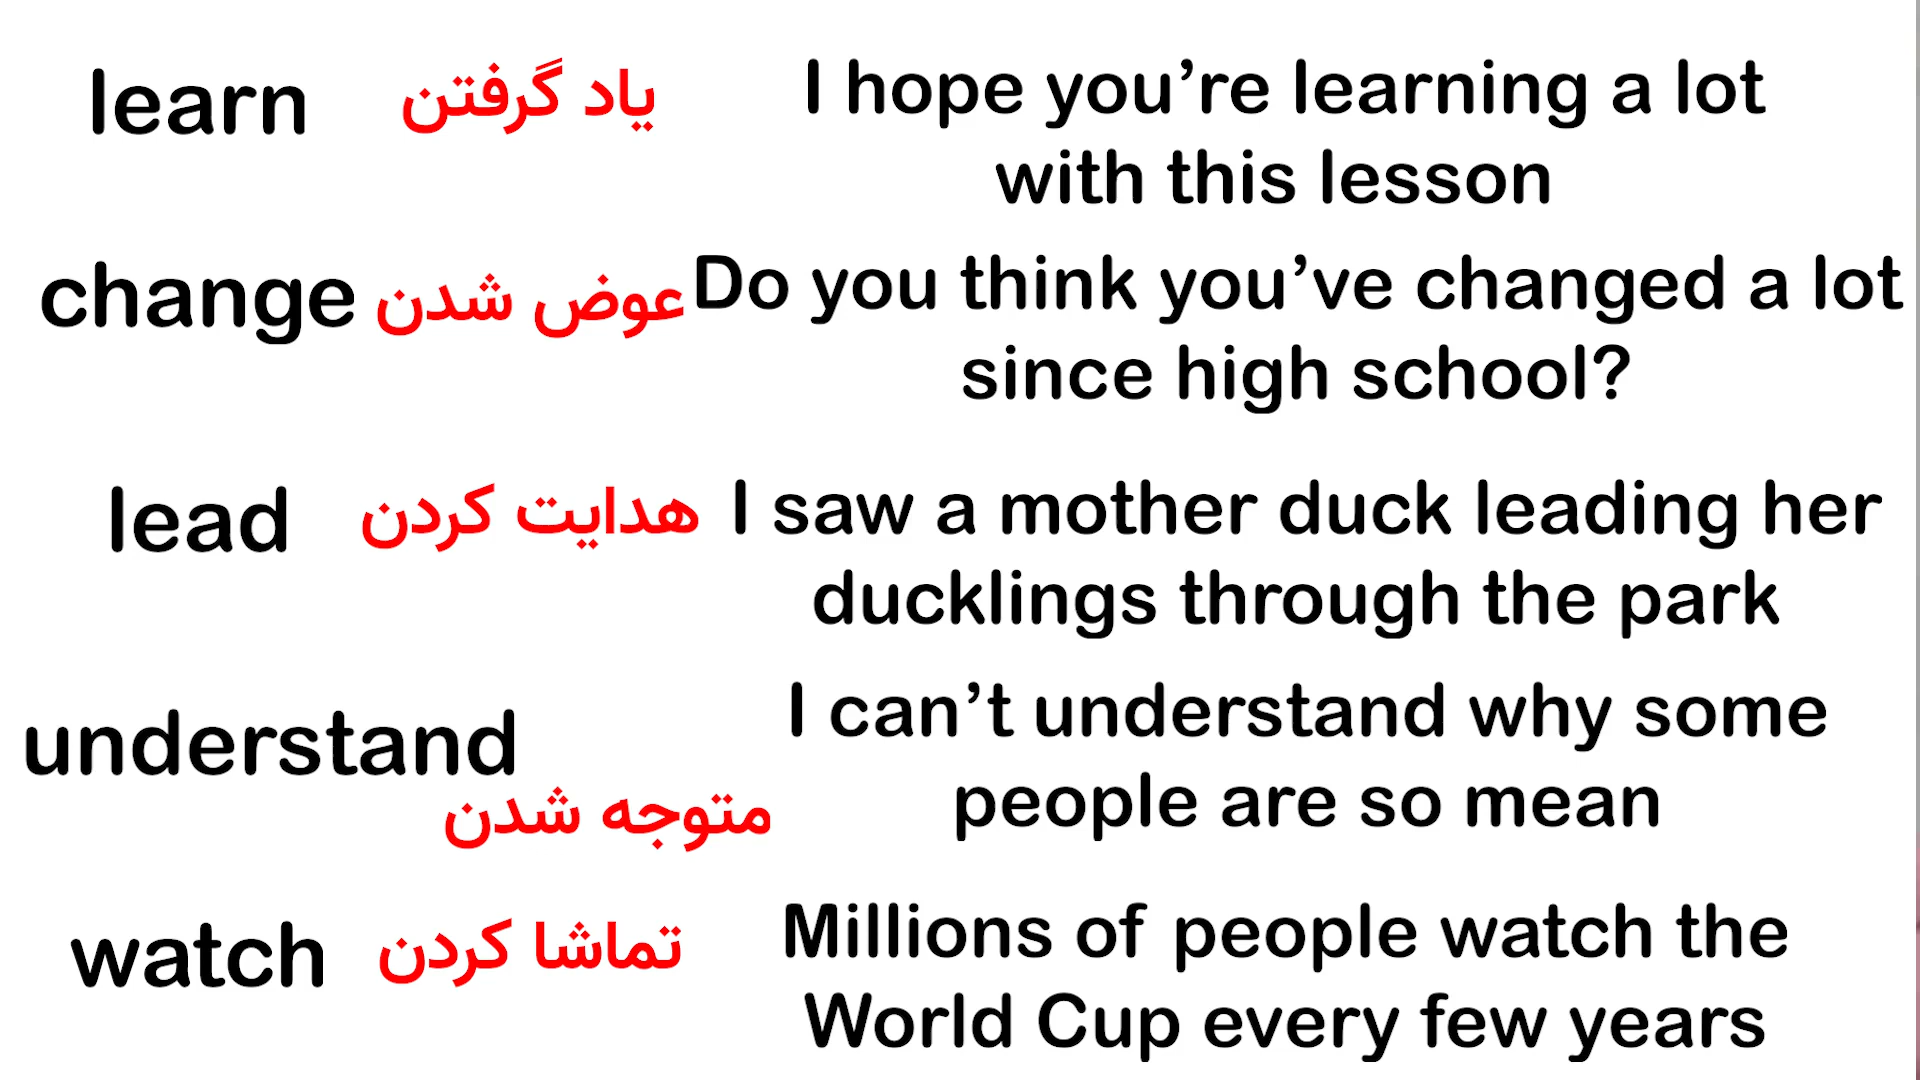 learn یاد گرفتن I hope you’re learning a lot
with this lesson
change عوض شدن Do you think you’ve changed a lot
since high school?
lead هدایت کردن I saw a mother duck leading her
ducklings through the park
understand I can’t understand why some
متوجه شدن people are so mean
watch تماشا کردن Millions of people watch the
World Cup every few years